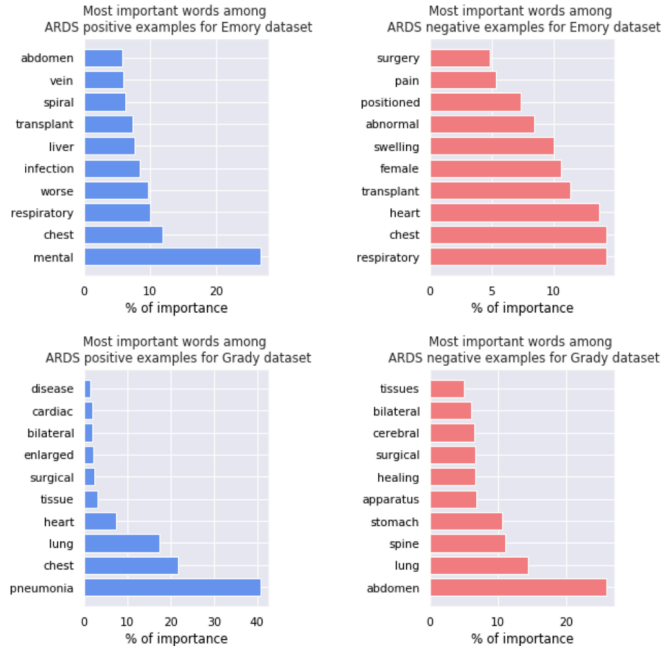 Most important words among
ARDS positive examples for Emory dataset
abdomen
vein
spiral
transplant
liver
infection
worse
respiratory
chest
mental
0 10 20
% of importance
Most important words among
ARDS negative examples for Emory dataset
surgery
pain
positioned
abnormal
swelling
female
transplant
heart
chest
respiratory
0 5 10
% of importance
Most important words among
ARDS positive examples for Grady dataset
disease
cardiac
bilateral
enlarged
surgical
tissue
heart
lung
chest
pneumonia
0 10 20 30 40
% of importance
Most important words among
ARDS negative examples for Grady dataset
tissues
bilateral
cerebral
surgical
healing
apparatus
stomach
spine
lung
abdomen
0 10 20
% of importance